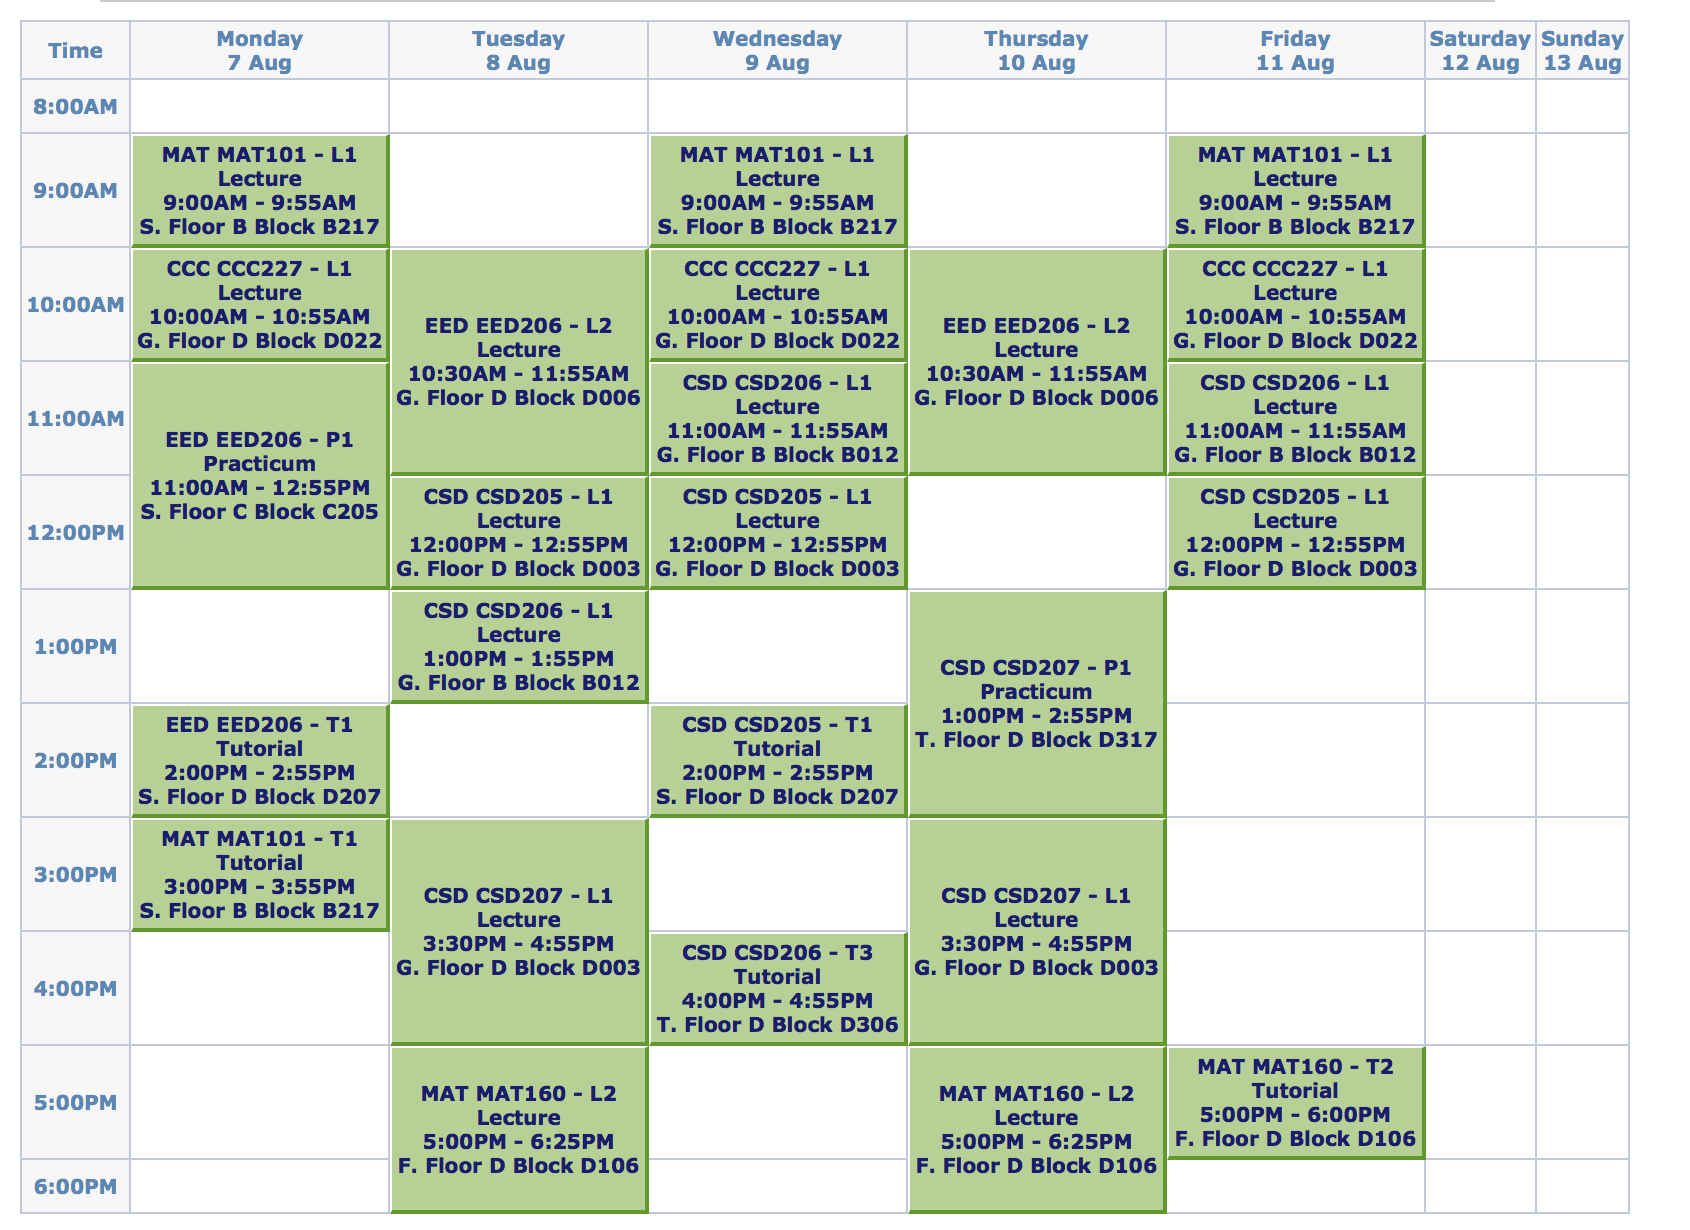 Time
Monday
7 Aug
Tuesday
8 Aug
Wednesday
9 Aug
Thursday
10 Aug
Friday
11 Aug
Saturday
12 Aug
Sunday
13 Aug
8:00AM
9:00AM
MAT MAT101 - L1
Lecture
9:00AM - 9:55AM
S. Floor B Block B217
MAT MAT101 - L1
Lecture
9:00AM - 9:55AM
S. Floor B Block B217
MAT MAT101 - L1
Lecture
9:00AM - 9:55AM
S. Floor B Block B217
10:00AM
CCC CCC227 - L1
Lecture
10:00AM - 10:55AM
G. Floor D Block D022
EED EED206 - L2
Lecture
10:30AM - 11:55AM
G. Floor D Block D006
CCC CCC227 - L1
Lecture
10:00AM - 10:55AM
G. Floor D Block D022
EED EED206 - L2
Lecture
10:30AM - 11:55AM
G. Floor D Block D006
CCC CCC227 - L1
Lecture
10:00AM - 10:55AM
G. Floor D Block D022
11:00AM
EED EED206 - P1
Practicum
11:00AM - 12:55PM
S. Floor C Block C205
CSD CSD206 - L1
Lecture
11:00AM - 11:55AM
G. Floor B Block B012
CSD CSD206 - L1
Lecture
11:00AM - 11:55AM
G. Floor B Block B012
12:00PM
CSD CSD205 - L1
Lecture
12:00PM - 12:55PM
G. Floor D Block D003
CSD CSD205 - L1
Lecture
12:00PM - 12:55PM
G. Floor D Block D003
CSD CSD205 - L1
Lecture
12:00PM - 12:55PM
G. Floor D Block D003
1:00PM
CSD CSD206 - L1
Lecture
1:00PM - 1:55PM
G. Floor B Block B012
CSD CSD207 - P1
Practicum
1:00PM - 2:55PM
T. Floor D Block D317
2:00PM
EED EED206 - T1
Tutorial
2:00PM - 2:55PM
S. Floor D Block D207
CSD CSD205 - T1
Tutorial
2:00PM - 2:55PM
S. Floor D Block D207
3:00PM
MAT MAT101 - T1
Tutorial
3:00PM - 3:55PM
S. Floor B Block B217
CSD CSD207 - L1
Lecture
3:30PM - 4:55PM
G. Floor D Block D003
CSD CSD207 - L1
Lecture
3:30PM - 4:55PM
G. Floor D Block D003
4:00PM
CSD CSD206 - T3
Tutorial
4:00PM - 4:55PM
T. Floor D Block D306
5:00PM
MAT MAT160 - L2
Lecture
5:00PM - 6:25PM
F. Floor D Block D106
MAT MAT160 - L2
Lecture
5:00PM - 6:25PM
F. Floor D Block D106
MAT MAT160 - T2
Tutorial
5:00PM - 6:00PM
F. Floor D Block D106
6:00PM